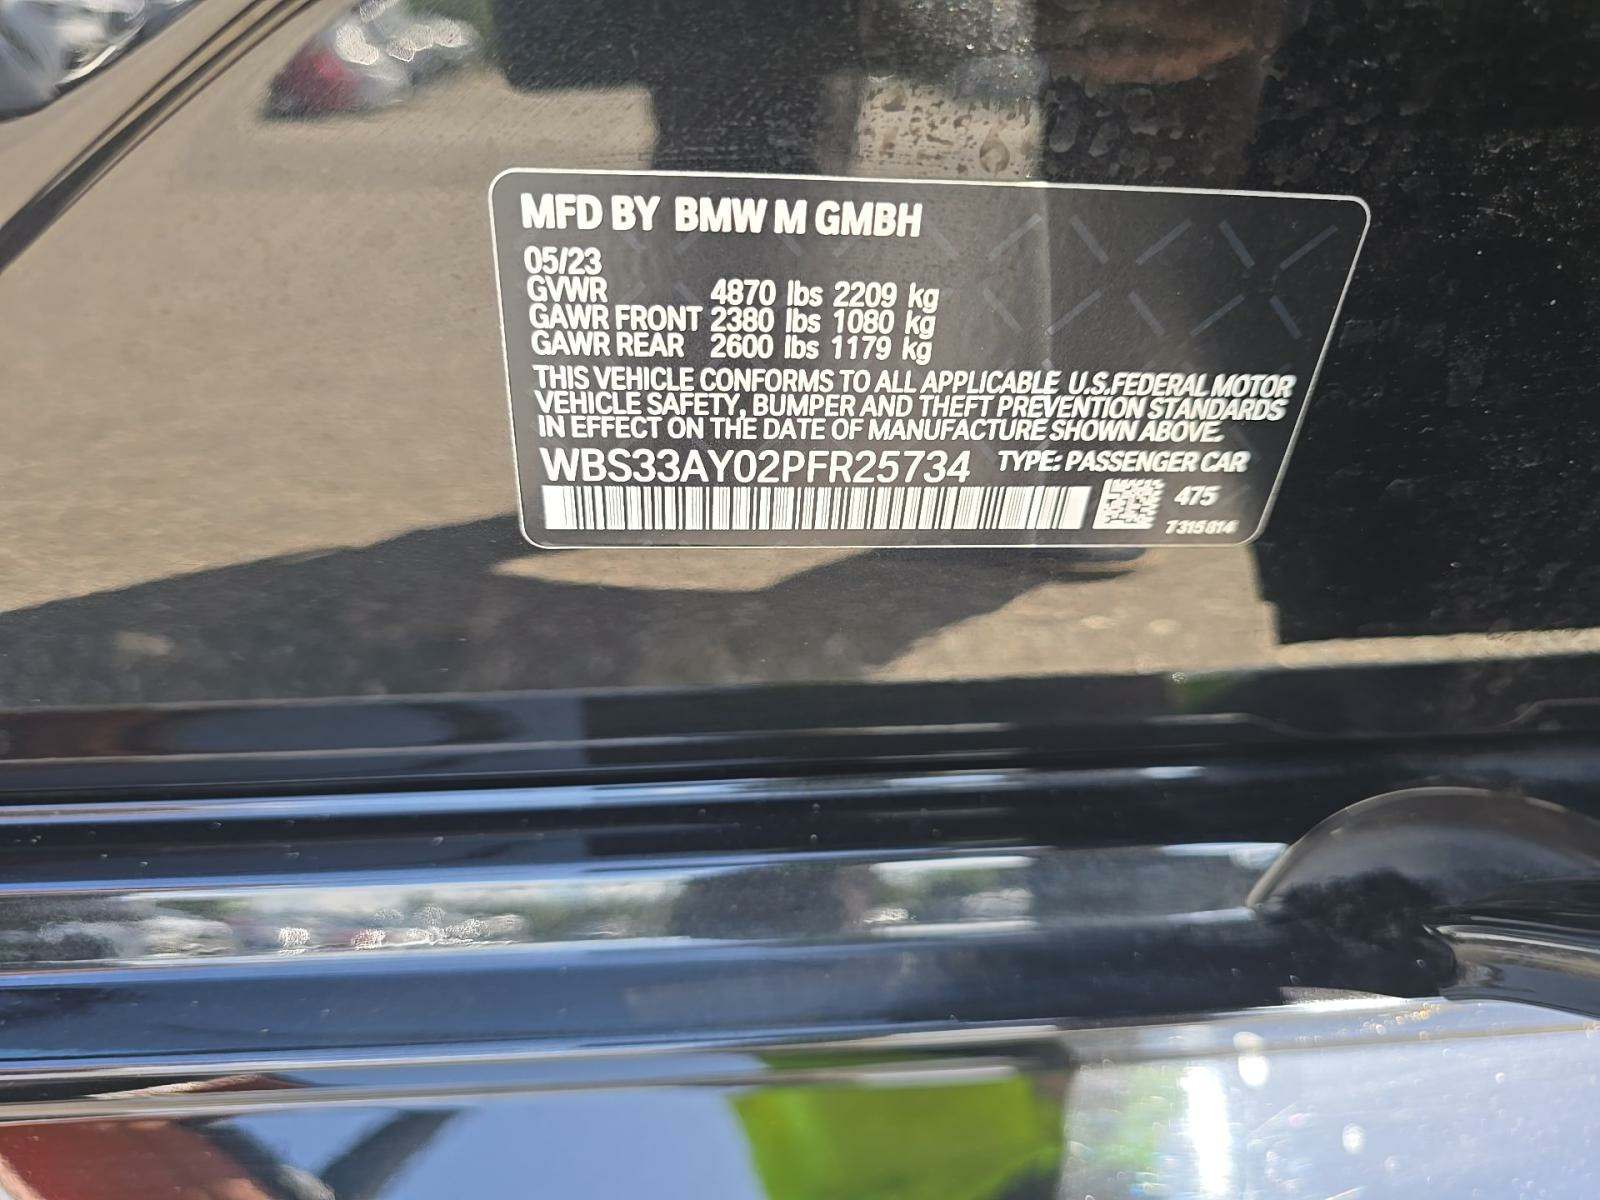 MFD BY BMW M GMBH
05/23
GVWR 4870 lbs 2209 kg
GAWR FRONT 2380 lbs 1080 kg
GAWR REAR 2600 lbs 1179 kg
THIS VEHICLE CONFORMS TO ALL APPLICABLE U.S.FEDERAL MOTOR
VEHICLE SAFETY, BUMPER AND THEFT PREVENTION STANDARDS
IN EFFECT ON THE DATE OF MANUFACTURE SHOWN ABOVE.
WBS33AY02PFR25734 TYPE: PASSENGER CAR
475
7315814